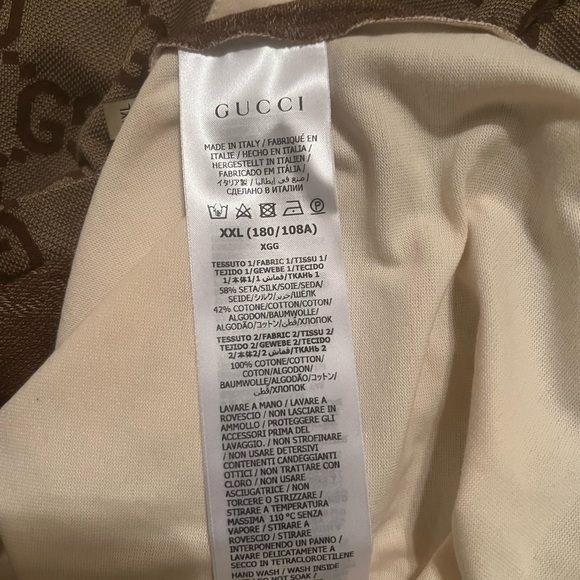 GUCCI
MADE IN ITALY / FABRIQUÉ EN
ITALIE / HECHO EN ITALIA /
HERGESTELLT IN ITALIEN /
FABRICADO EM ITÁLIA /
イタリア製 / صنع في إيطاليا /
СДЕЛАНО В ИТАЛИИ
XXL (180/108A)
XGG
TESSUTO 1/FABRIC 1/TISSU 1/
TEJIDO 1/GEWEBE 1/TECIDO
1/本体1/قماش 1/ТКАНЬ 1
58% SETA/SILK/SOIE/SEDA/
SEIDE/シルク/حرير/ШЁЛК
42% COTONE/COTTON/COTON/
ALGODON/BAUMWOLLE/
ALGODÃO/コットン/قطن/ХЛОПОК
TESSUTO 2/FABRIC 2/TISSU 2/
TEJIDO 2/GEWEBE 2/TECIDO
2/本体2/قماش 2/ТКАНЬ 2
100% COTONE/COTTON/
COTON/ALGODON/
BAUMWOLLE/ALGODÃO/コットン/
قطن/ХЛОПОК
LAVARE A MANO / LAVARE A
ROVESCIO / NON LASCIARE IN
AMMOLLO / PROTEGGERE GLI
ACCESSORI PRIMA DEL
LAVAGGIO. / NON STROFINARE
/ NON USARE DETERSIVI
CONTENENTI CANDEGGIANTI
OTTICI / NON TRATTARE CON
CLORO / NON USARE
ASCIUGATRICE / NON
TORCERE O STRIZZARE /
STIRARE A TEMPERATURA
MASSIMA 110 °C SENZA
VAPORE / STIRARE A
ROVESCIO / STIRARE
INTERPONENDO UN PANNO /
LAVARE DELICATAMENTE A
SECCO IN TETRACLOROETILENE
HAND WASH / WASH INSIDE